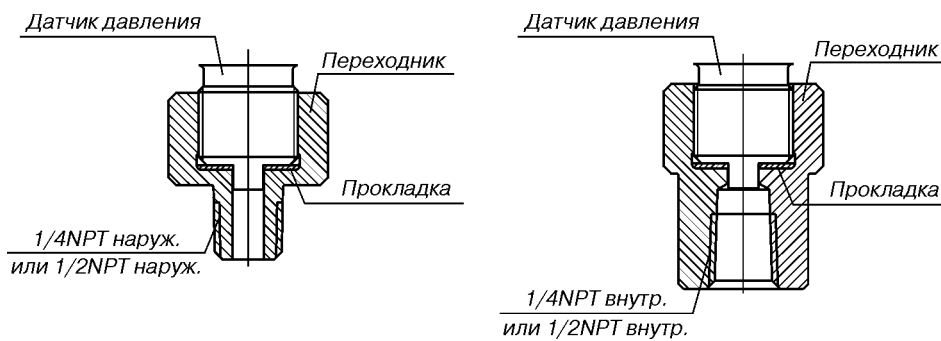 Датчик давления
Переходник
Прокладка
1/4NPT наруж.
или 1/2NPT наруж.
Датчик давления
Переходник
Прокладка
1/4NPT внутр.
или 1/2NPT внутр.